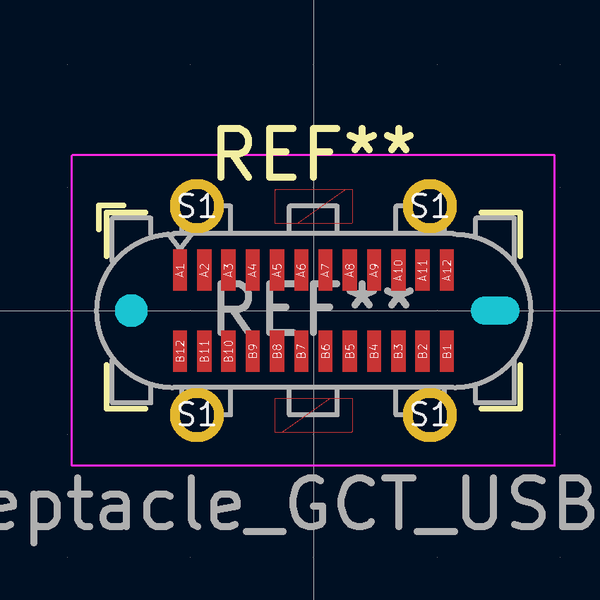 REF**
S1 S1
A1 A2 A3 A4 A5 A6 A7 A8 A9 A10 A11 A12
REF**
B12 B11 B10 B9 B8 B7 B6 B5 B4 B3 B2 B1
S1 S1
eptacle_GCT_USB